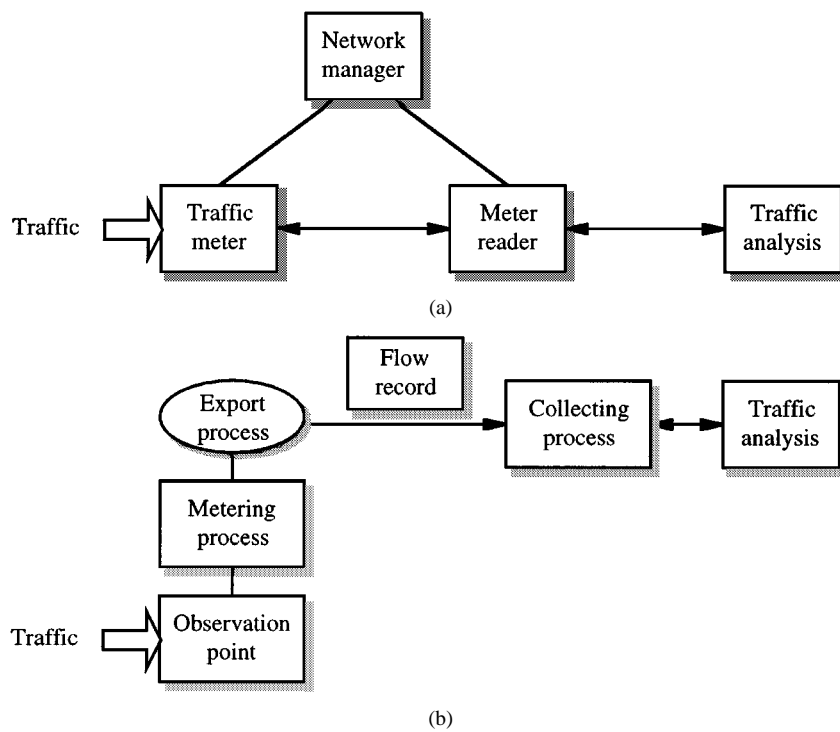 Network
manager
Traffic
Traffic
meter
Meter
reader
Traffic
analysis
(a)
Flow
record
Export
process
Collecting
process
Traffic
analysis
Metering
process
Traffic
Observation
point
(b)